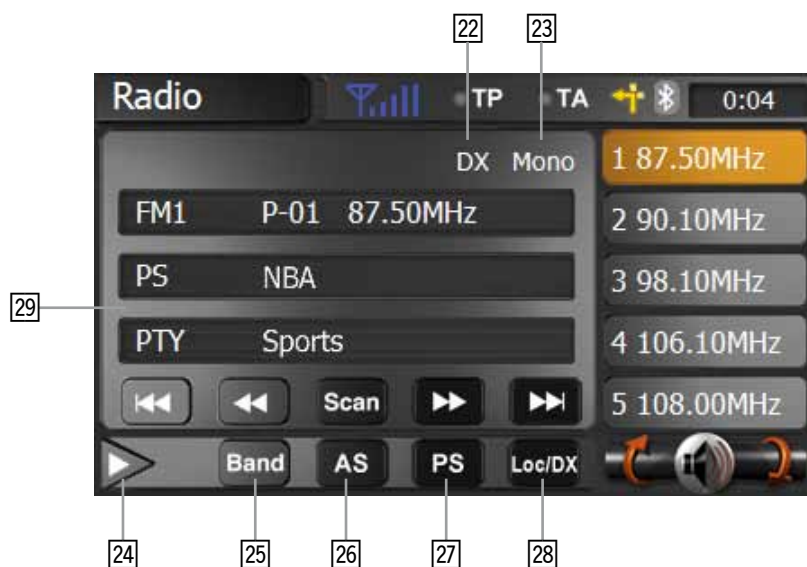 22 23
Radio TP TA 0:04
DX Mono
1 87.50MHz
FM1 P-01 87.50MHz
2 90.10MHz
PS NBA
3 98.10MHz
29
PTY Sports
4 106.10MHz
Scan
5 108.00MHz
Band AS PS Loc/DX
24 25 26 27 28